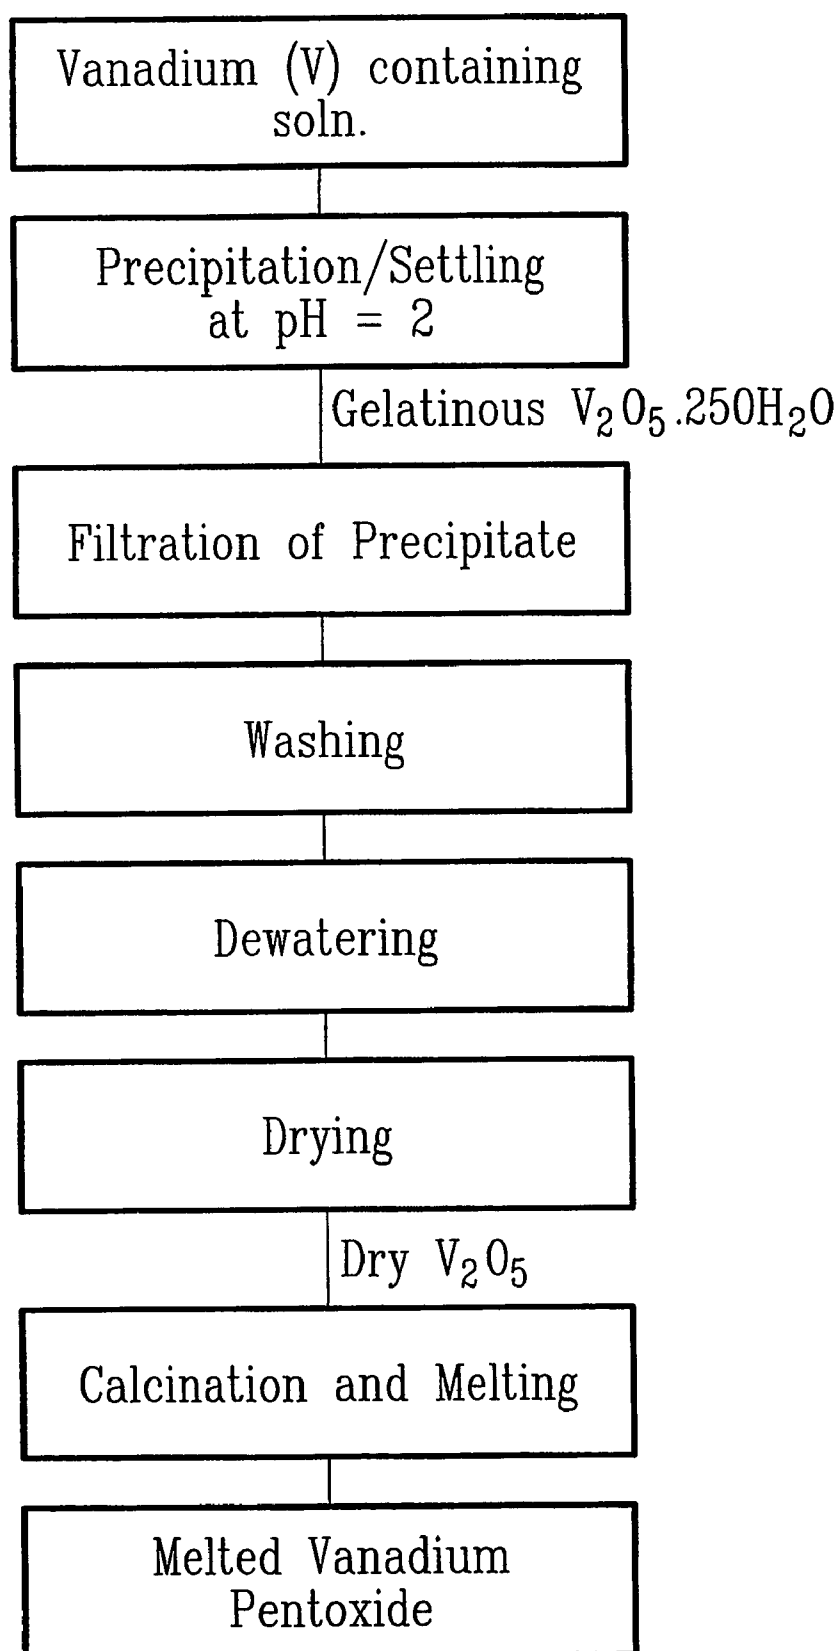 Vanadium (V) containing
soln.
Precipitation/Settling
at pH = 2
Gelatinous V₂O₅.250H₂O
Filtration of Precipitate
Washing
Dewatering
Drying
Dry V₂O₅
Calcination and Melting
Melted Vanadium
Pentoxide